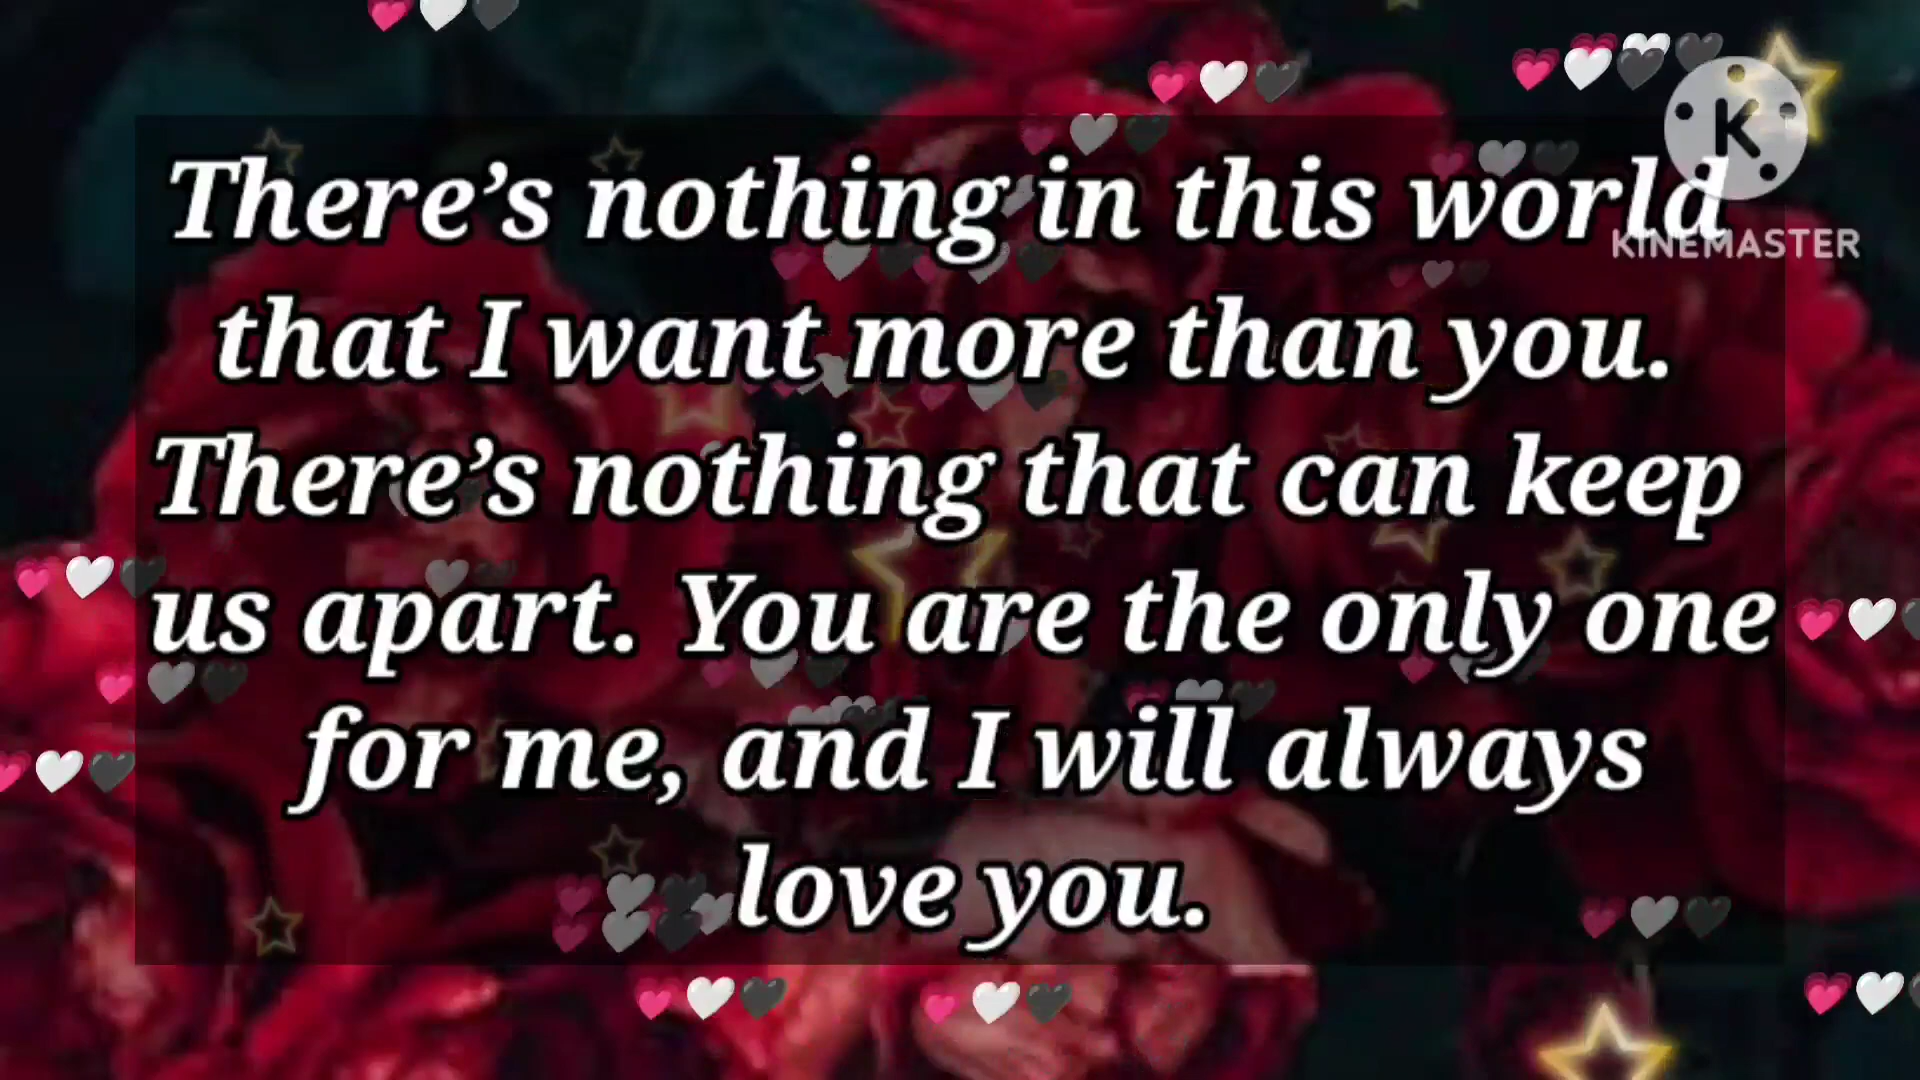 There’s nothing in this world
that I want more than you.
There’s nothing that can keep
us apart. You are the only one
for me, and I will always
love you.
K
KINEMASTER